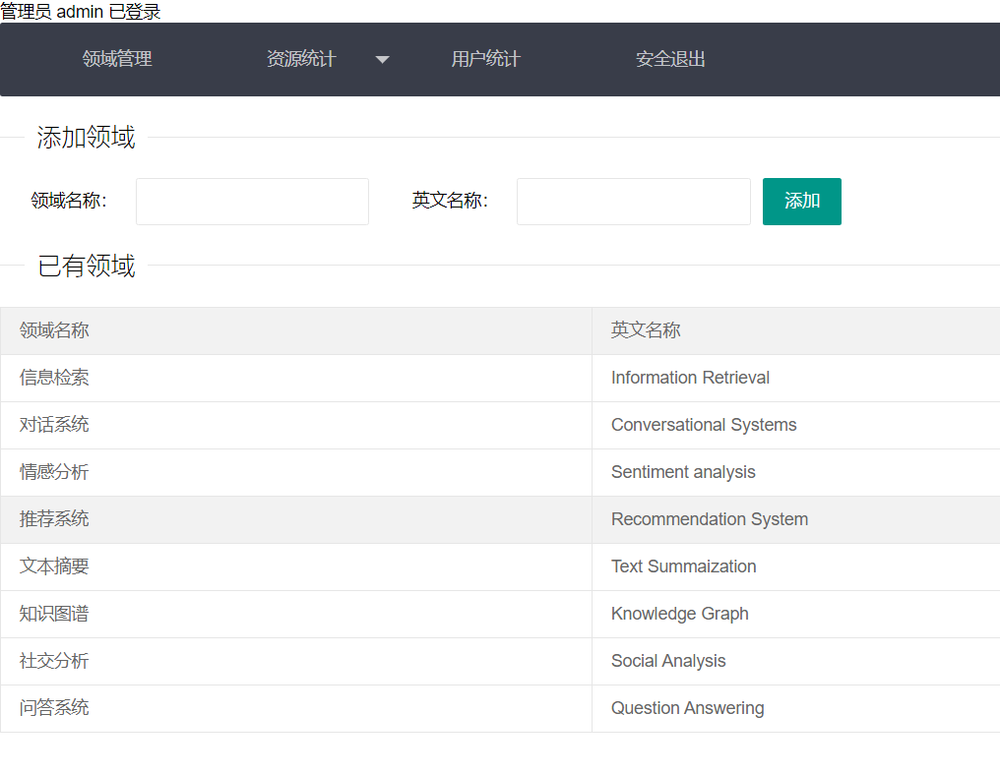 管理员 admin 已登录
领域管理 资源统计 用户统计 安全退出
添加领域
领域名称： 英文名称： 添加
已有领域
领域名称 英文名称
信息检索 Information Retrieval
对话系统 Conversational Systems
情感分析 Sentiment analysis
推荐系统 Recommendation System
文本摘要 Text Summaization
知识图谱 Knowledge Graph
社交分析 Social Analysis
问答系统 Question Answering